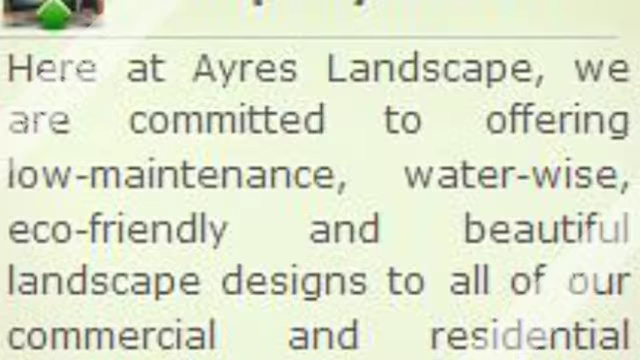 Here at Ayres Landscape, we
are committed to offering
low-maintenance, water-wise,
eco-friendly and beautiful
landscape designs to all of our
commercial and residential